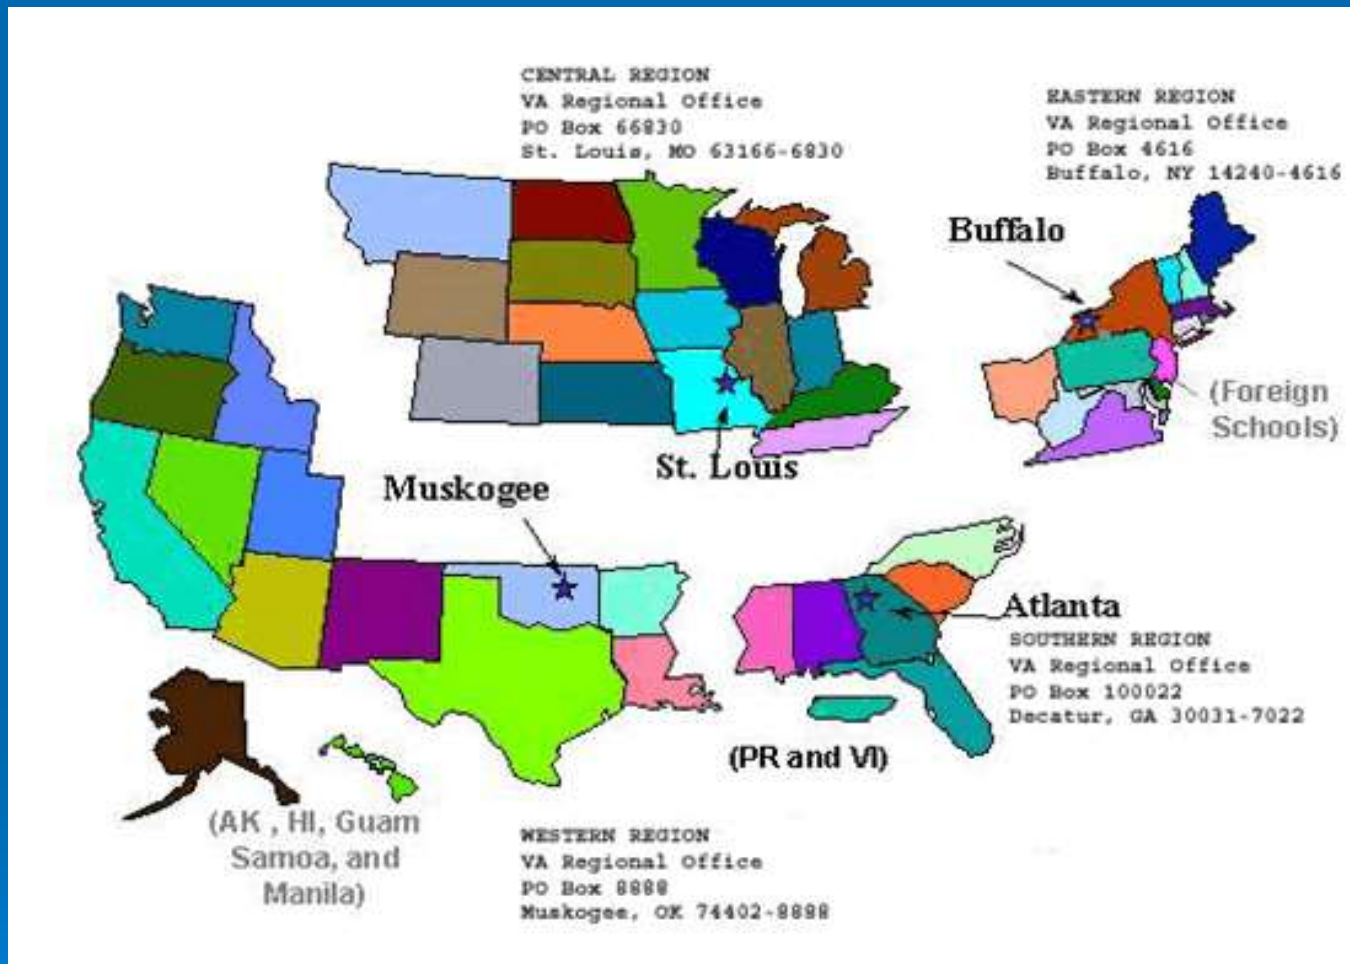 CENTRAL REGION
VA Regional Office
PO Box 66830
St. Louis, MO 63166-6830
EASTERN REGION
VA Regional Office
PO Box 4616
Buffalo, NY 14240-4616
Buffalo
(Foreign
Schools)
St. Louis
Muskogee
Atlanta
SOUTHERN REGION
VA Regional Office
PO Box 100022
Decatur, GA 30031-7022
(PR and VI)
(AK , HI, Guam
Samoa, and
Manila)
WESTERN REGION
VA Regional Office
PO Box 8888
Muskogee, OK 74402-8888